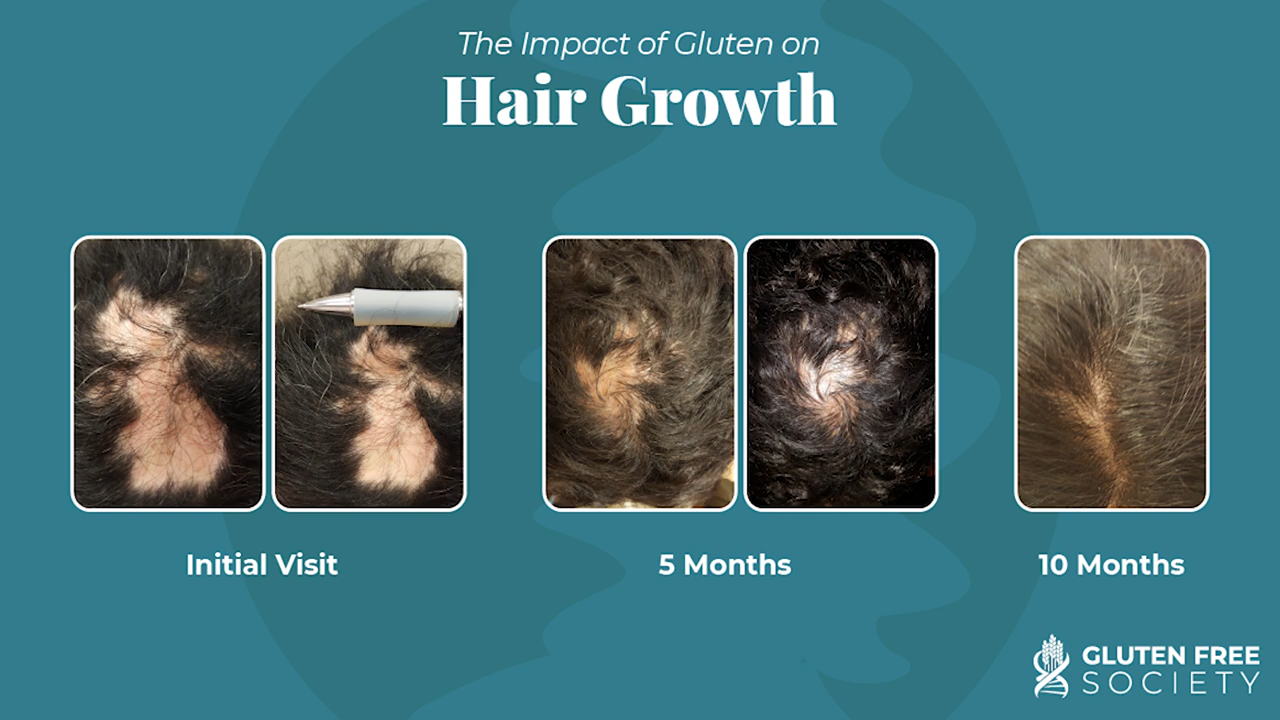 The Impact of Gluten on
Hair Growth
Initial Visit
5 Months
10 Months
GLUTEN FREE
SOCIETY